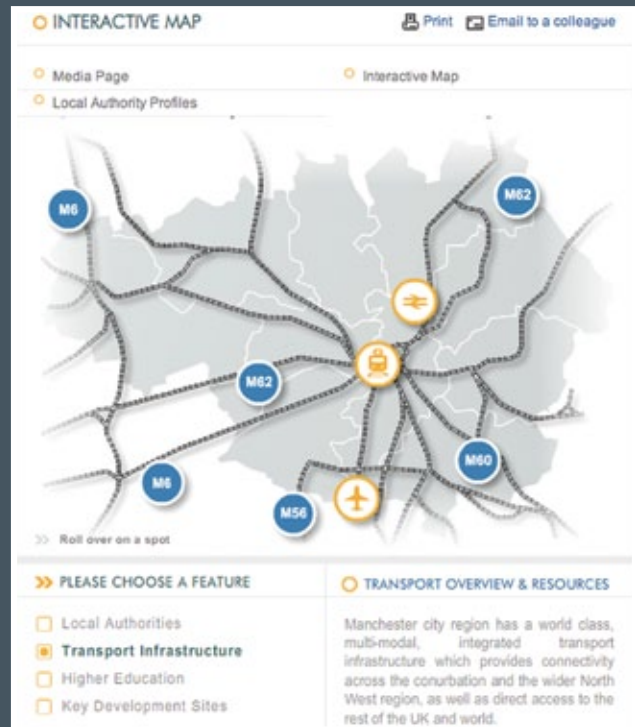 INTERACTIVE MAP
Print
Email to a colleague
Media Page
Interactive Map
Local Authority Profiles
M6
M62
M62
M60
M6
M56
Roll over on a spot
PLEASE CHOOSE A FEATURE
Local Authorities
Transport Infrastructure
Higher Education
Key Development Sites
TRANSPORT OVERVIEW & RESOURCES
Manchester city region has a world class,
multi-modal, integrated transport
infrastructure which provides connectivity
across the conurbation and the wider North
West region, as well as direct access to the
rest of the UK and world.